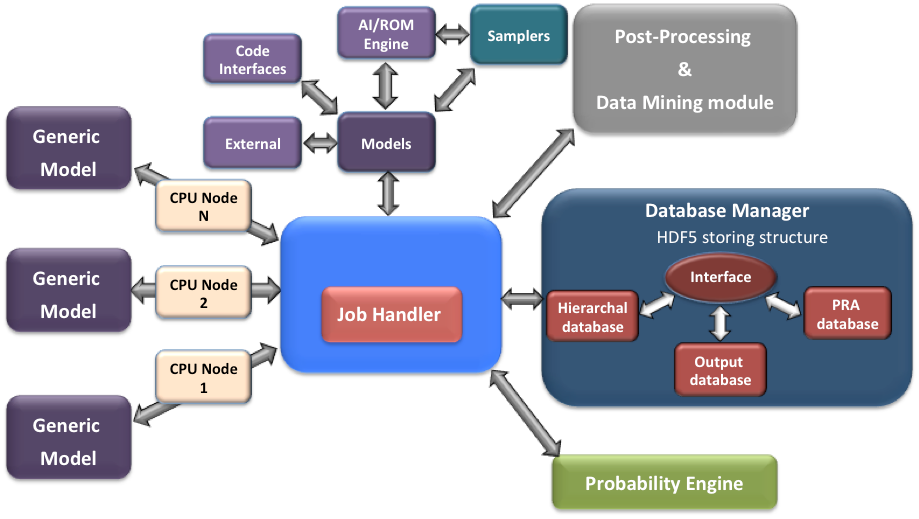 AI/ROM
Engine
Samplers
Code
Interfaces
Post-Processing
&
Data Mining module
External
Models
Generic
Model
CPU Node
N
Generic
Model
CPU Node
2
Generic
Model
CPU Node
1
Job Handler
Database Manager
HDF5 storing structure
Interface
Hierarchal
database
PRA
database
Output
database
Probability Engine